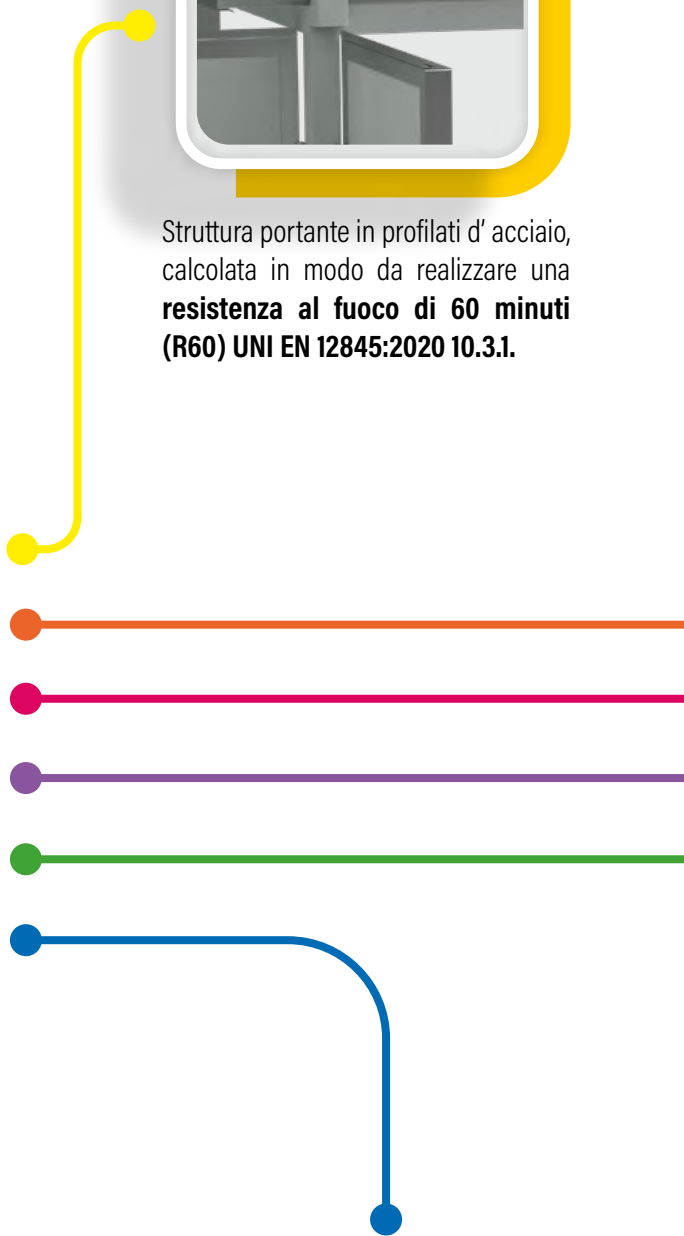 Struttura portante in profilati d’ acciaio,
calcolata in modo da realizzare una
resistenza al fuoco di 60 minuti
(R60) UNI EN 12845:2020 10.3.1.